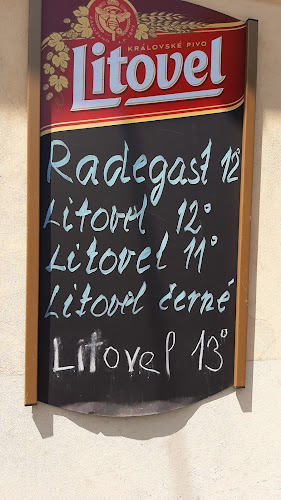 KRÁLOVSKÉ PIVO
Litovel
Radegast 12°
Litovel 12°
Litovel 11°
Litovel černé
Litovel 13°